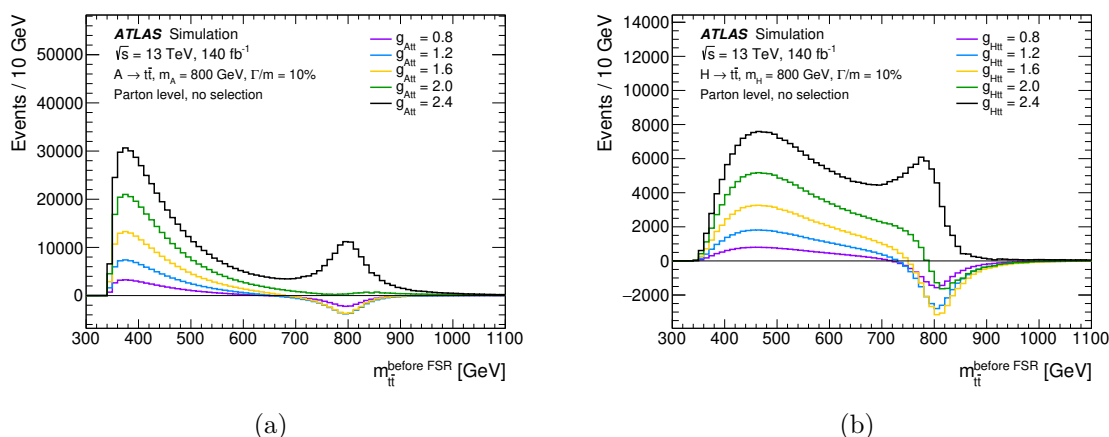 ATLAS Simulation
√s = 13 TeV, 140 fb⁻¹
A → tt̄, m_A = 800 GeV, Γ/m = 10%
Parton level, no selection
g_Att = 0.8
g_Att = 1.2
g_Att = 1.6
g_Att = 2.0
g_Att = 2.4
Events / 10 GeV
50000
40000
30000
20000
10000
0
300 400 500 600 700 800 900 1000 1100
m_tt̄^before FSR [GeV]
(a)
ATLAS Simulation
√s = 13 TeV, 140 fb⁻¹
H → tt̄, m_H = 800 GeV, Γ/m = 10%
Parton level, no selection
g_Htt = 0.8
g_Htt = 1.2
g_Htt = 1.6
g_Htt = 2.0
g_Htt = 2.4
Events / 10 GeV
14000
12000
10000
8000
6000
4000
2000
0
−2000
300 400 500 600 700 800 900 1000 1100
m_tt̄^before FSR [GeV]
(b)